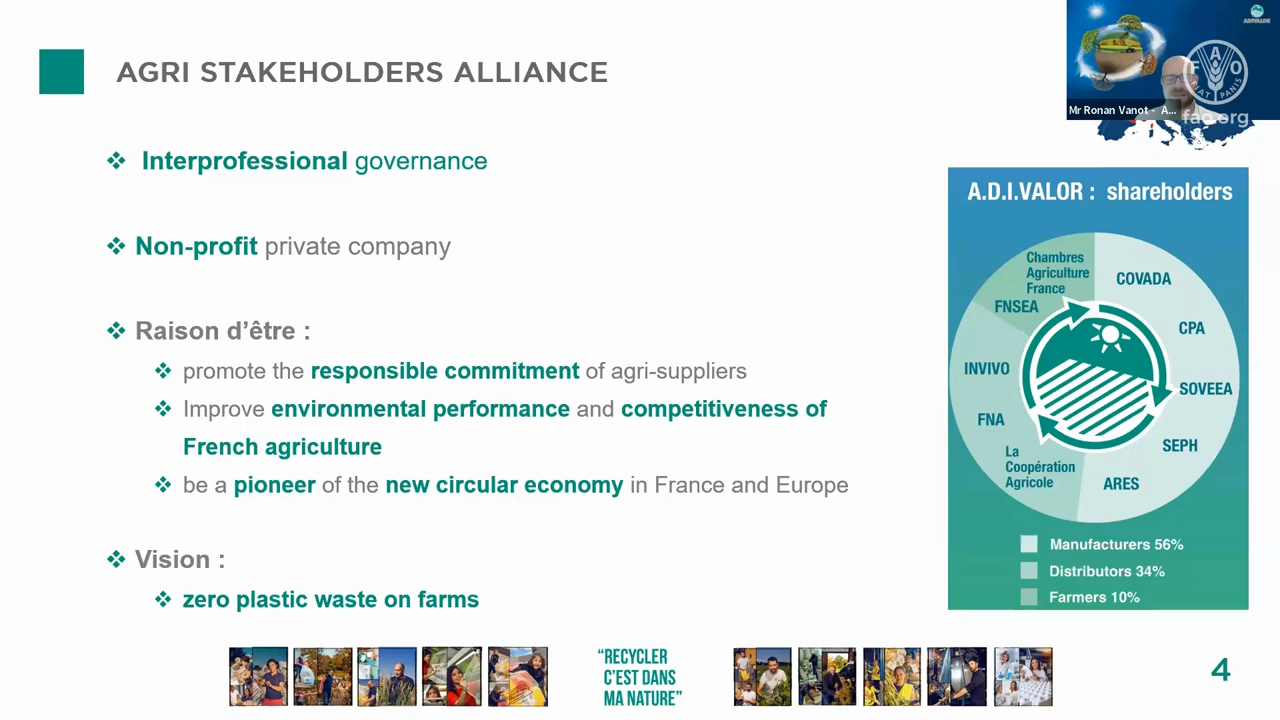 AGRI STAKEHOLDERS ALLIANCE
ADIVALOR
FAO
FIAT PANIS
Mr Ronan Vanot - A...
fao.org
❖ Interprofessional governance
❖ Non-profit private company
❖ Raison d’être :
❖ promote the responsible commitment of agri-suppliers
❖ Improve environmental performance and competitiveness of
French agriculture
❖ be a pioneer of the new circular economy in France and Europe
❖ Vision :
❖ zero plastic waste on farms
A.D.I.VALOR : shareholders
Chambres
Agriculture
France
FNSEA
COVADA
CPA
INVIVO
SOVEEA
FNA
SEPH
La
Coopération
Agricole
ARES
Manufacturers 56%
Distributors 34%
Farmers 10%
“RECYCLER
C’EST DANS
MA NATURE”
4